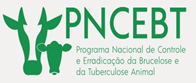 PNCEBT
Programa Nacional de Controle
e Erradicação da Brucelose e
da Tuberculose Animal